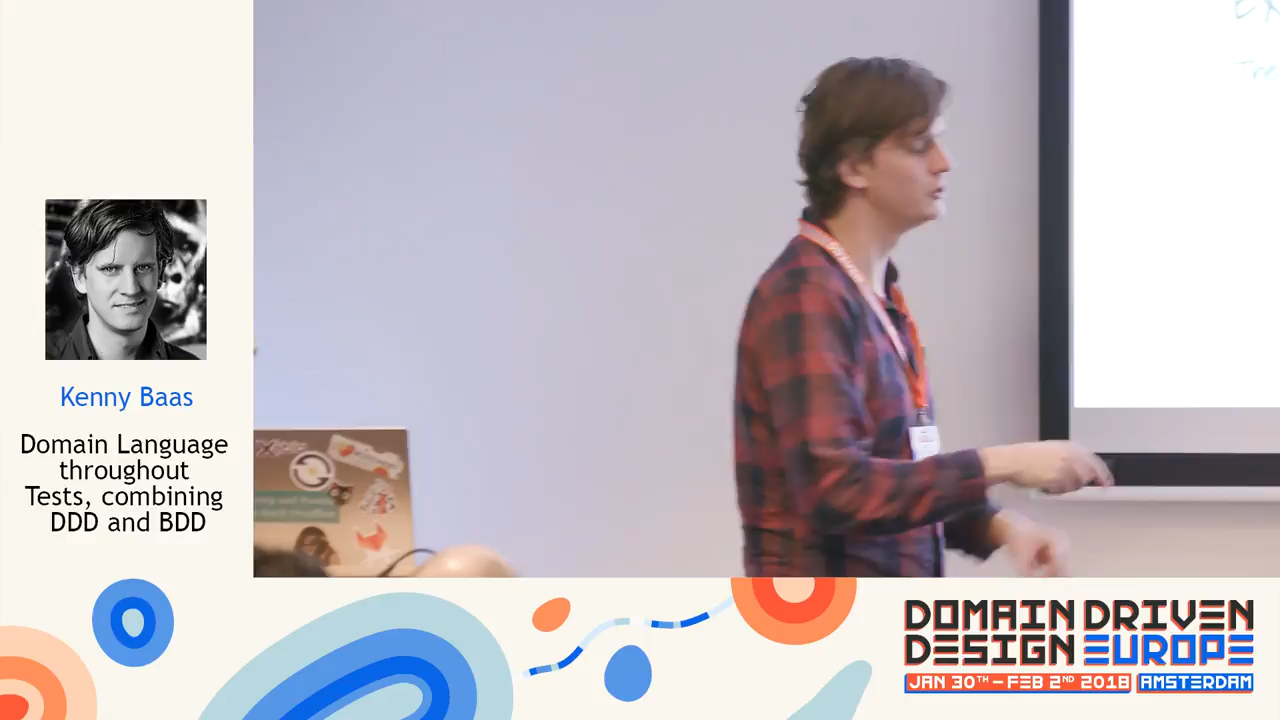 Kenny Baas
Domain Language
throughout
Tests, combining
DDD and BDD
DOMAIN DRIVEN
DESIGN EUROPE
JAN 30TH - FEB 2ND 2018 AMSTERDAM